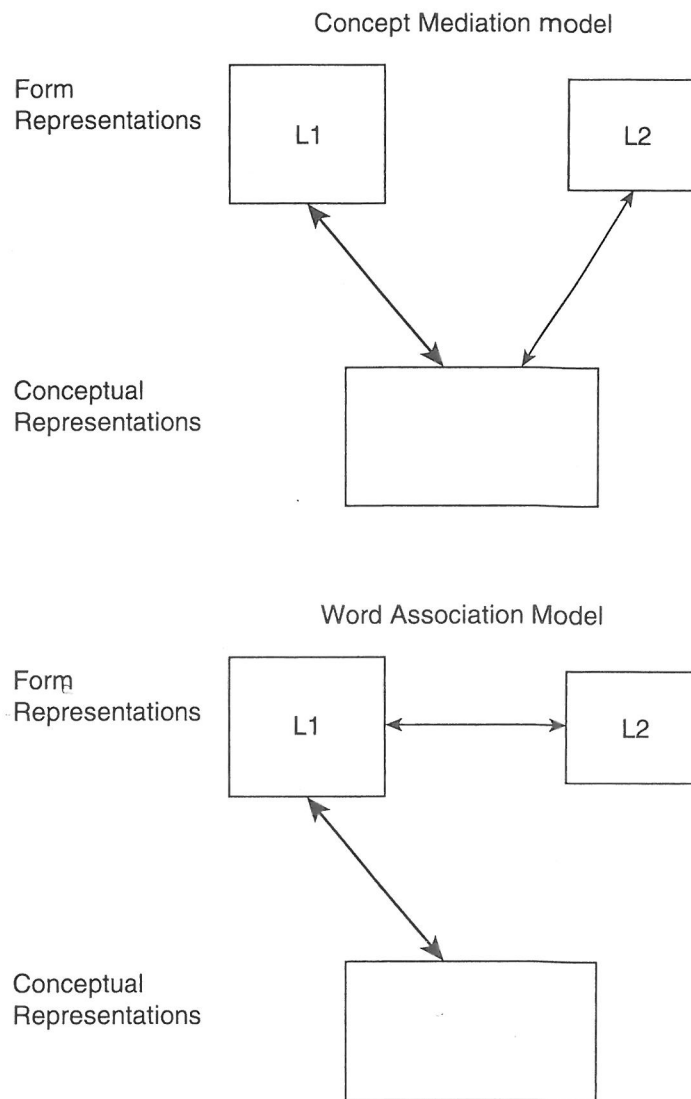 Concept Mediation model
Form
Representations
L1
L2
Conceptual
Representations
Word Association Model
Form
Representations
L1
L2
Conceptual
Representations